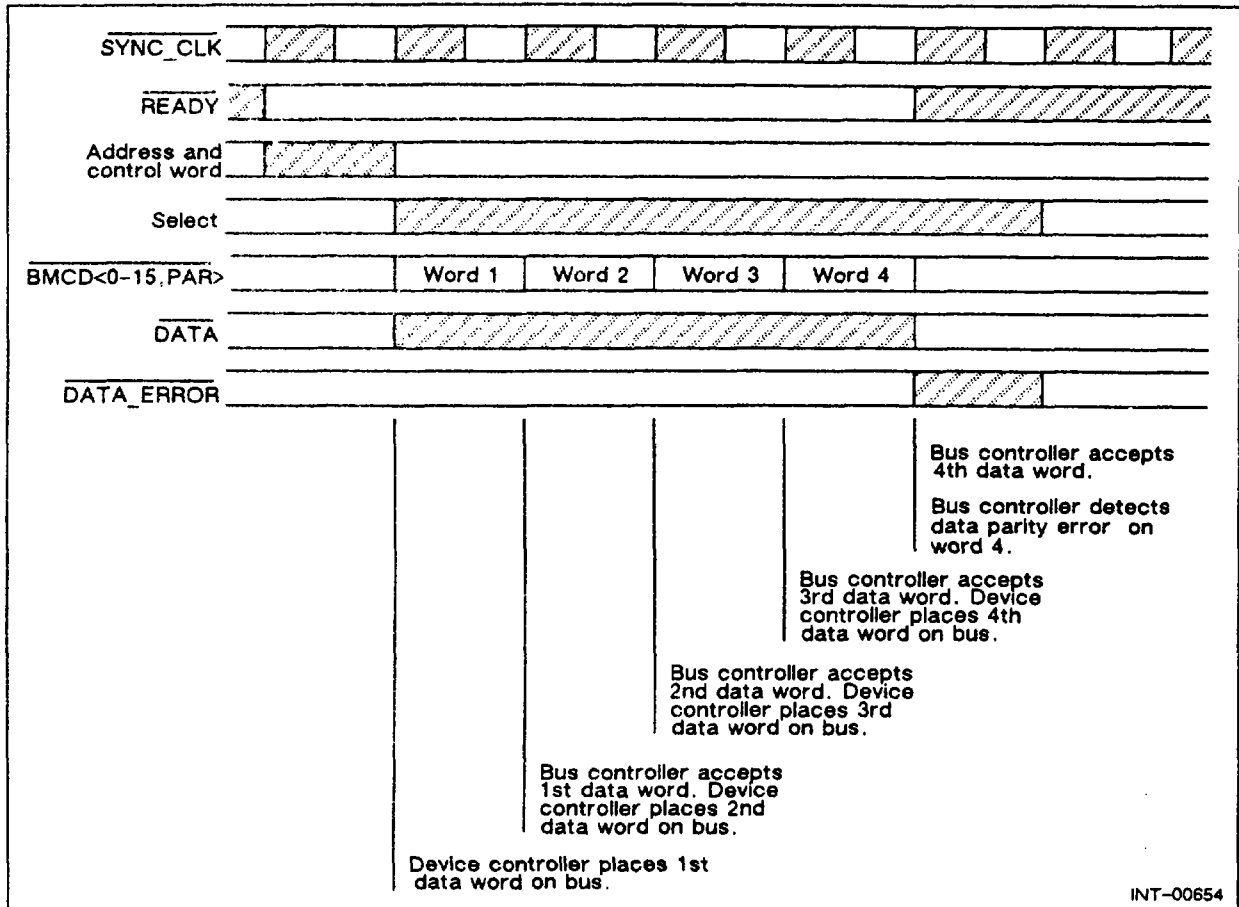 SYNC_CLK
READY
Address and
control word
Select
BMCD<0-15,PAR>
Word 1 Word 2 Word 3 Word 4
DATA
DATA_ERROR
Bus controller accepts
4th data word.
Bus controller detects
data parity error on
word 4.
Bus controller accepts
3rd data word. Device
controller places 4th
data word on bus.
Bus controller accepts
2nd data word. Device
controller places 3rd
data word on bus.
Bus controller accepts
1st data word. Device
controller places 2nd
data word on bus.
Device controller places 1st
data word on bus.
INT-00654